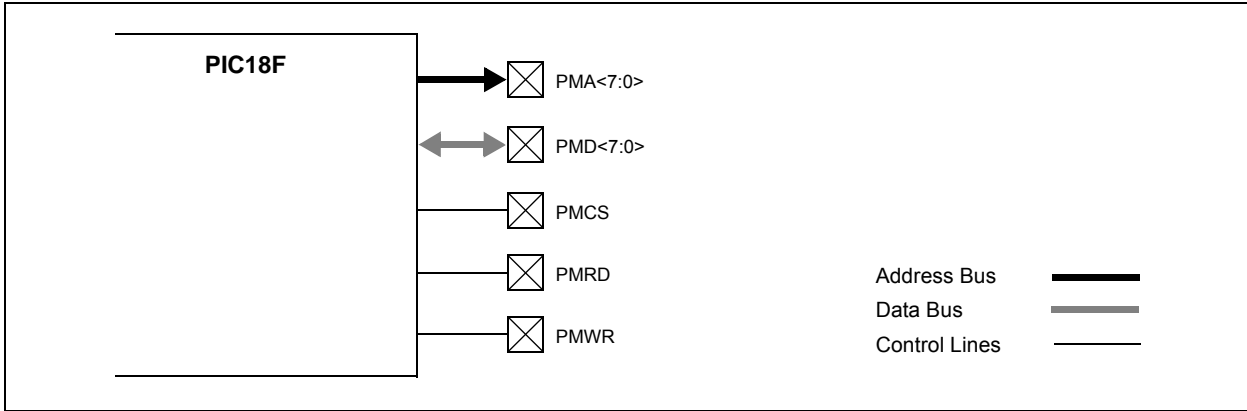 PIC18F
PMA<7:0>
PMD<7:0>
PMCS
PMRD
PMWR
Address Bus
Data Bus
Control Lines